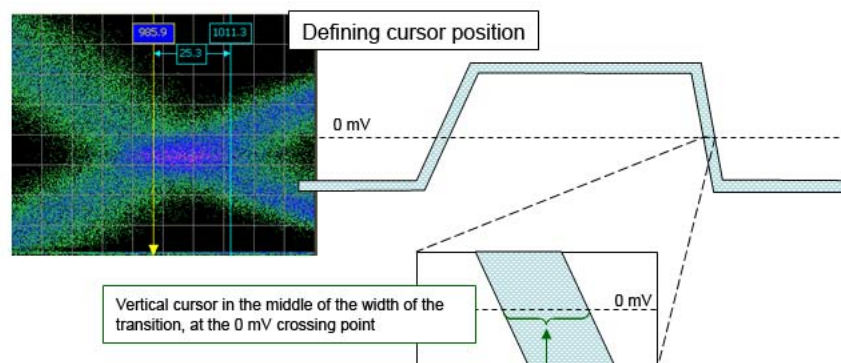 985.9
1011.3
25.3
Defining cursor position
0 mV
Vertical cursor in the middle of the width of the
transition, at the 0 mV crossing point
0 mV